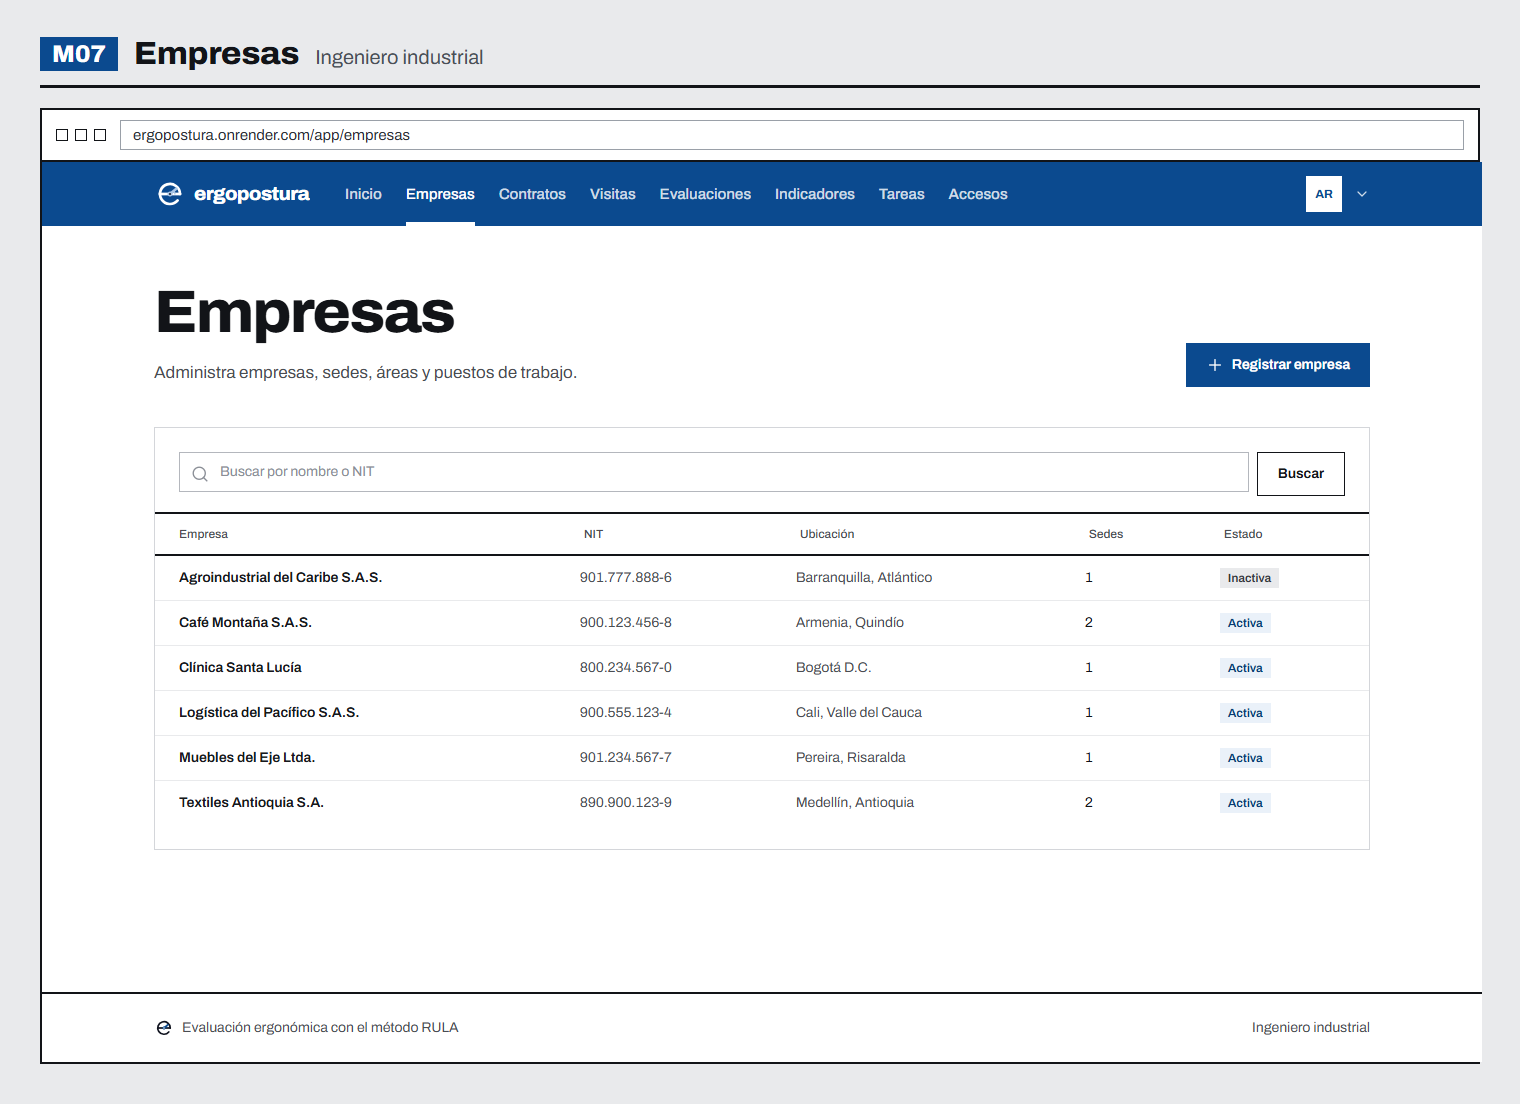 M07 Empresas Ingeniero industrial
ergopostura.onrender.com/app/empresas
ergopostura Inicio Empresas Contratos Visitas Evaluaciones Indicadores Tareas Accesos AR
Empresas
Administra empresas, sedes, áreas y puestos de trabajo.
Registrar empresa
Buscar por nombre o NIT Buscar
Empresa NIT Ubicación Sedes Estado
Agroindustrial del Caribe S.A.S. 901.777.888-6 Barranquilla, Atlántico 1 Inactiva
Café Montaña S.A.S. 900.123.456-8 Armenia, Quindío 2 Activa
Clínica Santa Lucía 800.234.567-0 Bogotá D.C. 1 Activa
Logística del Pacífico S.A.S. 900.555.123-4 Cali, Valle del Cauca 1 Activa
Muebles del Eje Ltda. 901.234.567-7 Pereira, Risaralda 1 Activa
Textiles Antioquia S.A. 890.900.123-9 Medellín, Antioquia 2 Activa
Evaluación ergonómica con el método RULA Ingeniero industrial